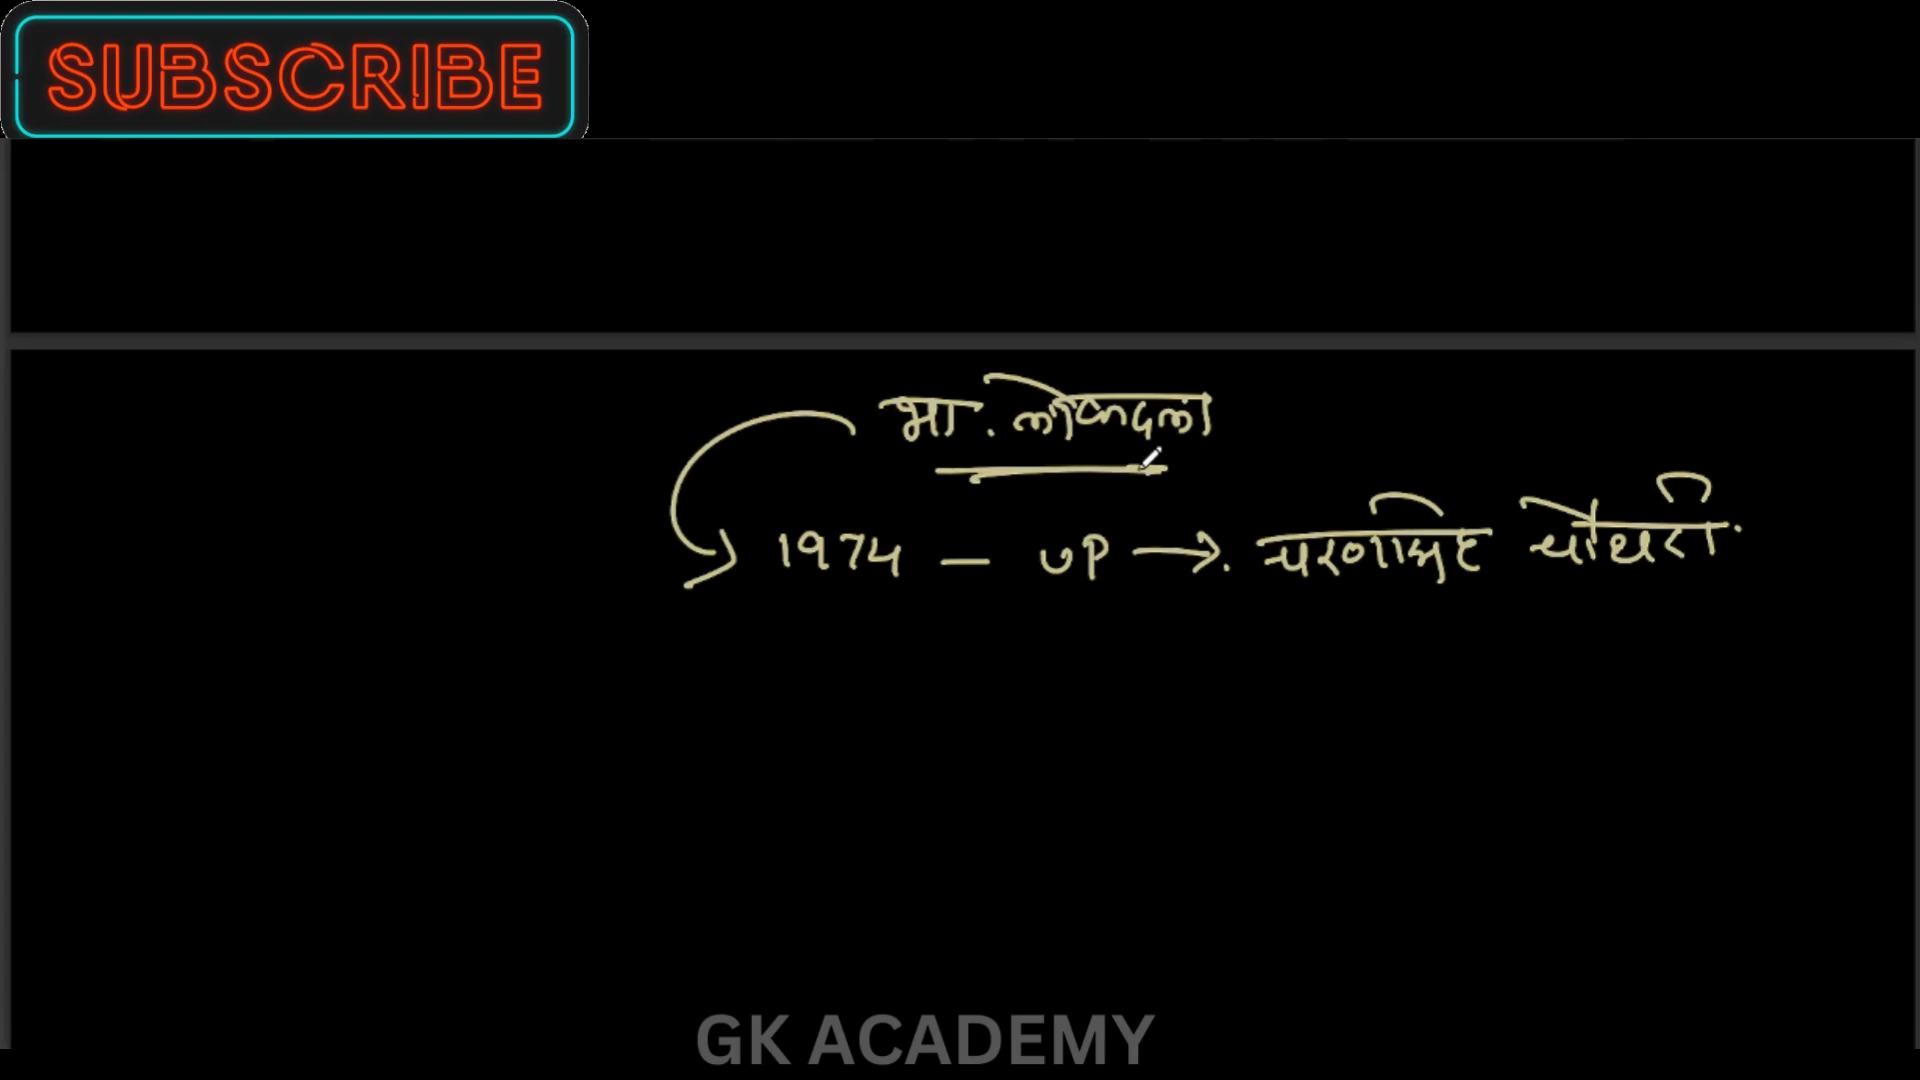 SUBSCRIBE
भा. लोकदल
1974 — UP → चरणसिंह चौधरी.
GK ACADEMY